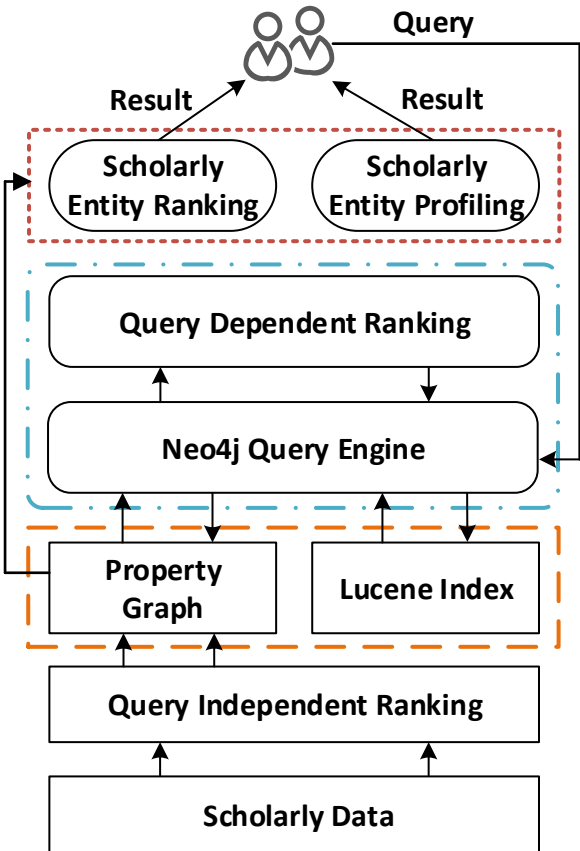 Query
Result
Result
Scholarly
Entity Ranking
Scholarly
Entity Profiling
Query Dependent Ranking
Neo4j Query Engine
Property
Graph
Lucene Index
Query Independent Ranking
Scholarly Data